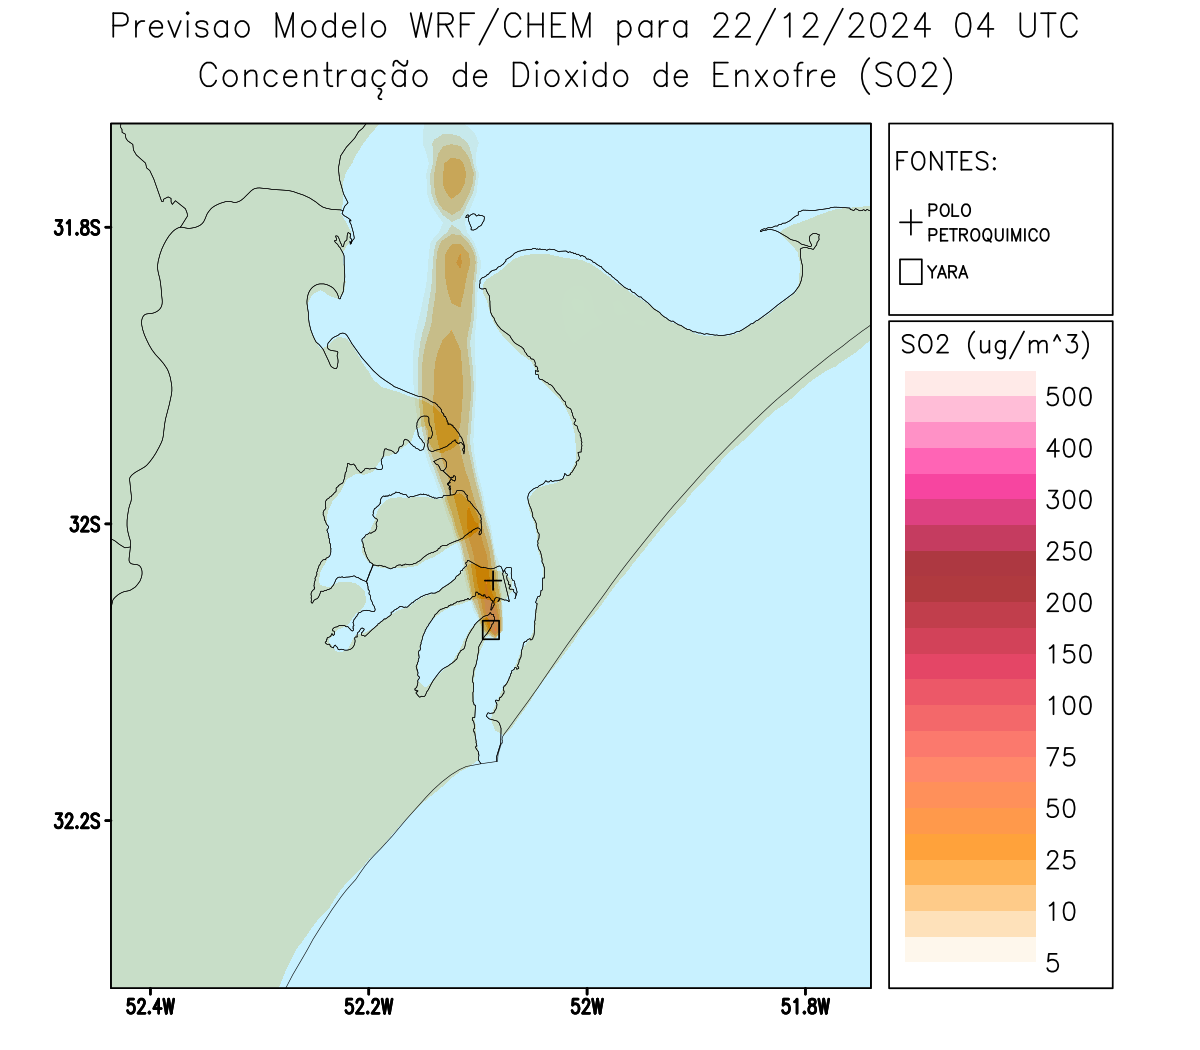 Previsao Modelo WRF/CHEM para 22/12/2024 04 UTC
Concentração de Dioxido de Enxofre (SO2)
FONTES:
POLO
PETROQUIMICO
YARA
SO2 (ug/m^3)
500
400
300
250
200
150
100
75
50
25
10
5
31.8S
32S
32.2S
52.4W
52.2W
52W
51.8W